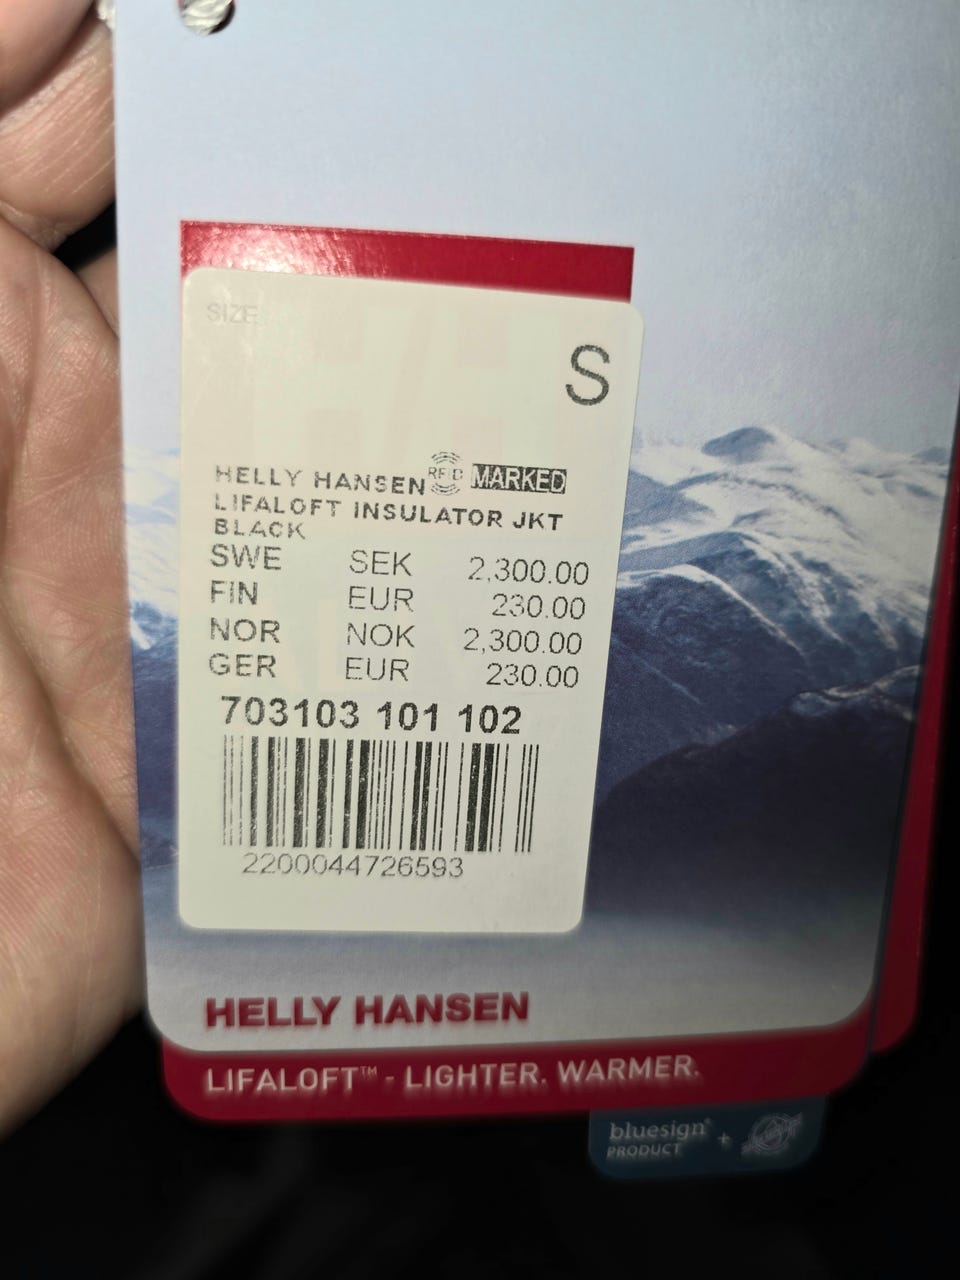 SIZE
S
HELLY HANSEN RFID MARKED
LIFALOFT INSULATOR JKT
BLACK
SWE SEK 2,300.00
FIN EUR 230.00
NOR NOK 2,300.00
GER EUR 230.00
703103 101 102
2200044726593
HELLY HANSEN
LIFALOFT™ - LIGHTER. WARMER.
bluesign® +
PRODUCT